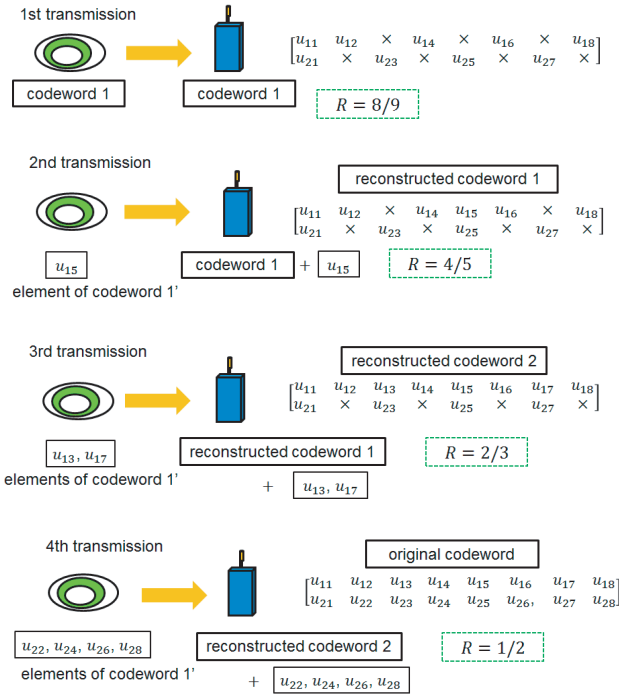 1st transmission
codeword 1
codeword 1
[u₁₁ u₁₂ × u₁₄ × u₁₆ × u₁₈]
[u₂₁ × u₂₃ × u₂₅ × u₂₇ ×]
R = 8/9
2nd transmission
reconstructed codeword 1
[u₁₁ u₁₂ × u₁₄ u₁₅ u₁₆ × u₁₈]
[u₂₁ × u₂₃ × u₂₅ × u₂₇ ×]
u₁₅
codeword 1 + u₁₅
R = 4/5
element of codeword 1'
3rd transmission
reconstructed codeword 2
[u₁₁ u₁₂ u₁₃ u₁₄ u₁₅ u₁₆ u₁₇ u₁₈]
[u₂₁ × u₂₃ × u₂₅ × u₂₇ ×]
u₁₃, u₁₇
reconstructed codeword 1
R = 2/3
elements of codeword 1'
+ u₁₃, u₁₇
4th transmission
original codeword
[u₁₁ u₁₂ u₁₃ u₁₄ u₁₅ u₁₆ u₁₇ u₁₈]
[u₂₁ u₂₂ u₂₃ u₂₄ u₂₅ u₂₆, u₂₇ u₂₈]
u₂₂, u₂₄, u₂₆, u₂₈
reconstructed codeword 2
R = 1/2
elements of codeword 1'
+ u₂₂, u₂₄, u₂₆, u₂₈